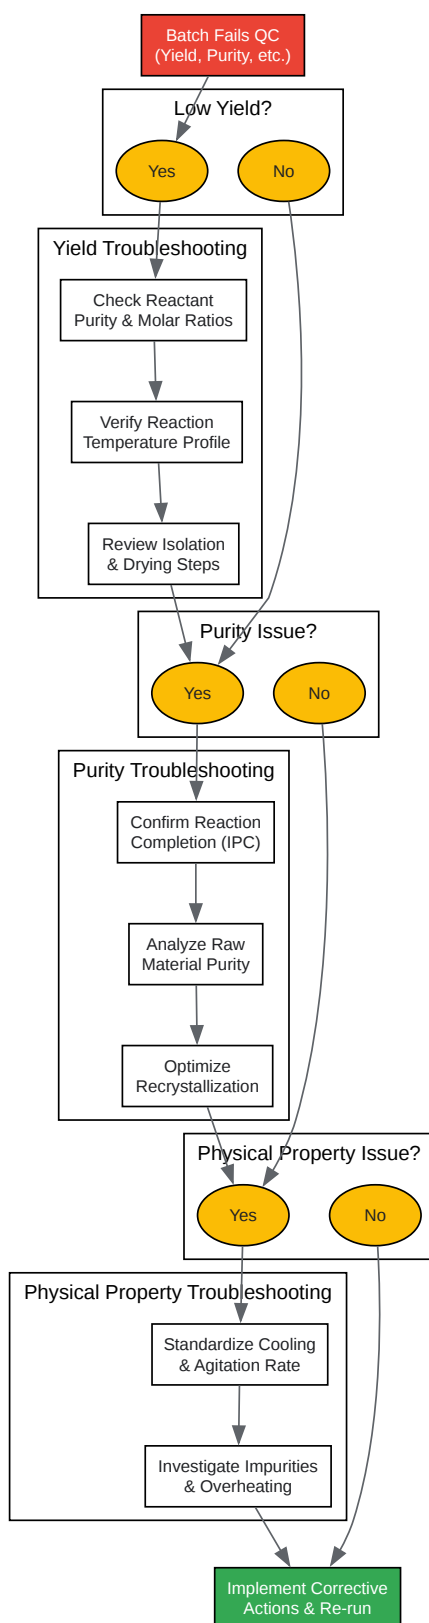 Batch Fails QC
(Yield, Purity, etc.)
Low Yield?
Yes
No
Yield Troubleshooting
Check Reactant
Purity & Molar Ratios
Verify Reaction
Temperature Profile
Review Isolation
& Drying Steps
Purity Issue?
Yes
No
Purity Troubleshooting
Confirm Reaction
Completion (IPC)
Analyze Raw
Material Purity
Optimize
Recrystallization
Physical Property Issue?
Yes
No
Physical Property Troubleshooting
Standardize Cooling
& Agitation Rate
Investigate Impurities
& Overheating
Implement Corrective
Actions & Re-run